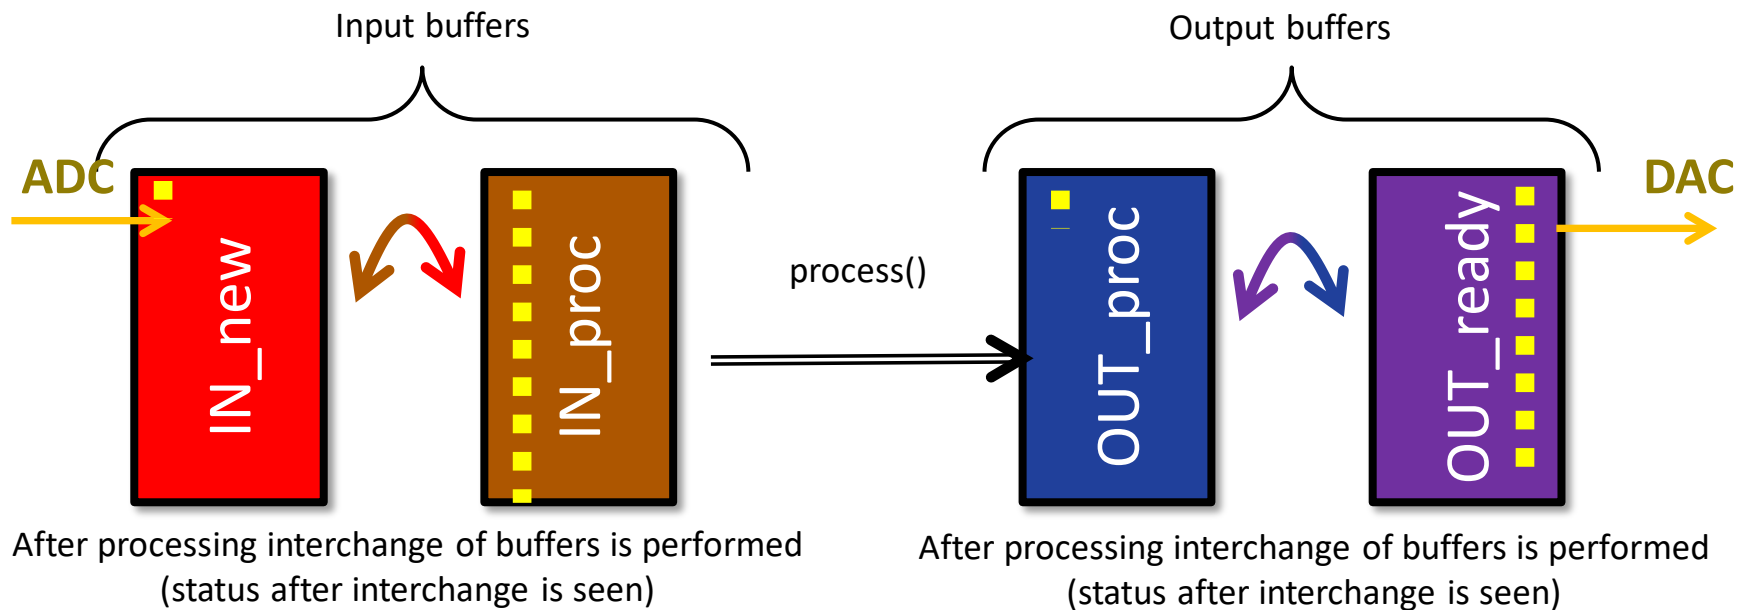 Input buffers
Output buffers
ADC
IN_new
IN_proc
process()
OUT_proc
OUT_ready
DAC
After processing interchange of buffers is performed
(status after interchange is seen)
After processing interchange of buffers is performed
(status after interchange is seen)